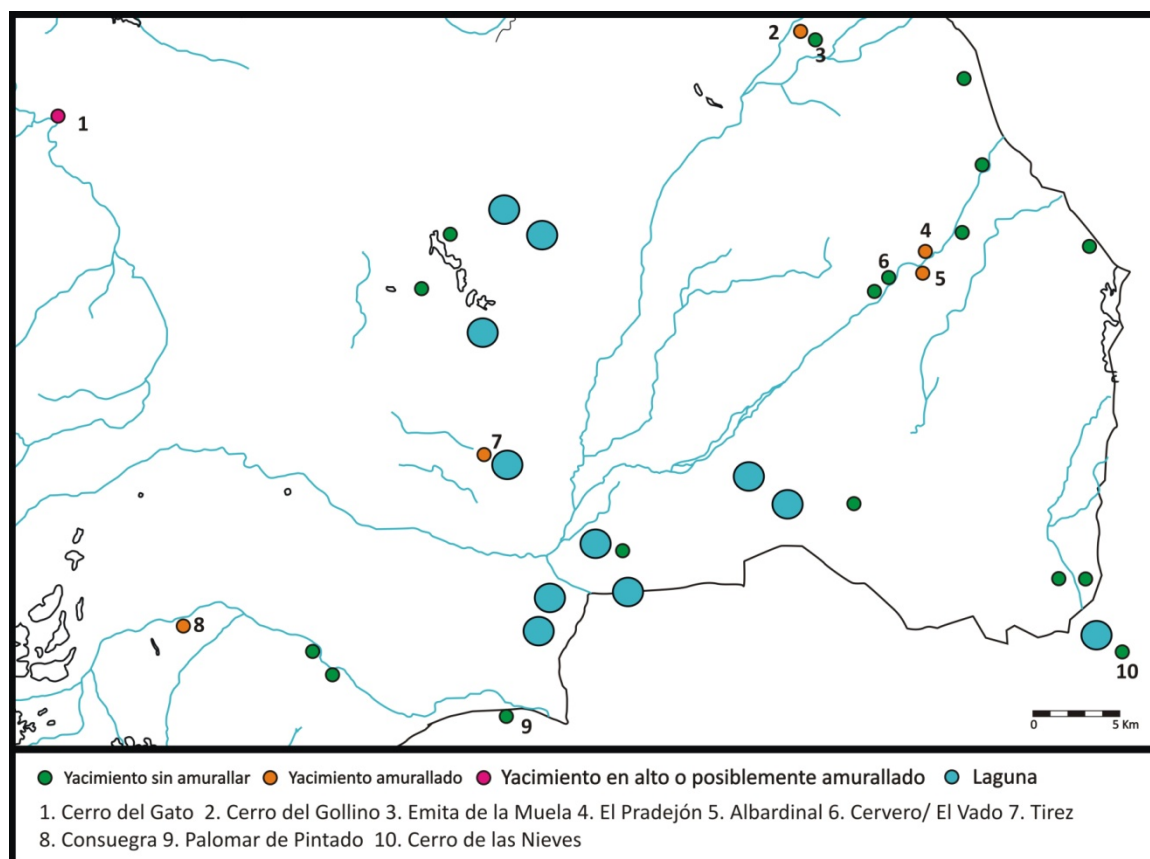 2
3
1
4
6
5
7
8
9
10
0 5 Km
Yacimiento sin amurallar Yacimiento amurallado Yacimiento en alto o posiblemente amurallado Laguna
1. Cerro del Gato 2. Cerro del Gollino 3. Emita de la Muela 4. El Pradejón 5. Albardinal 6. Cervero/ El Vado 7. Tirez
8. Consuegra 9. Palomar de Pintado 10. Cerro de las Nieves